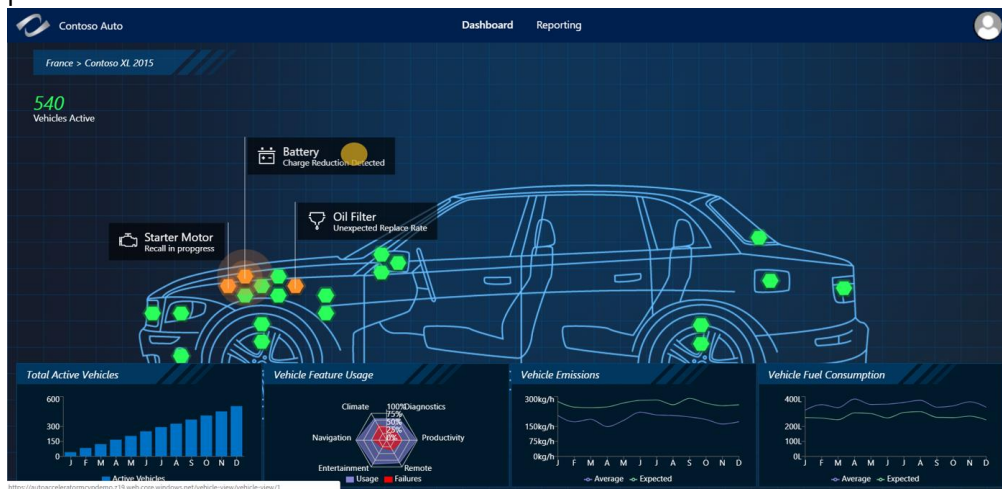 Contoso Auto
Dashboard
Reporting
France > Contoso XL 2015
540
Vehicles Active
Battery
Charge Reduction Detected
Oil Filter
Unexpected Replace Rate
Starter Motor
Recall in propgress
Total Active Vehicles
600
300
150
0
J F M A M J J A S O N D
Active Vehicles
Vehicle Feature Usage
Climate
100%
Diagnostics
75%
50%
25%
0%
Navigation
Productivity
Entertainment
Remote
Usage
Failures
Vehicle Emissions
300kg/h
150kg/h
75kg/h
0kg/h
J F M A M J J A S O N D
Average
Expected
Vehicle Fuel Consumption
400L
200L
100L
0L
J F M A M J J A S O N D
Average
Expected